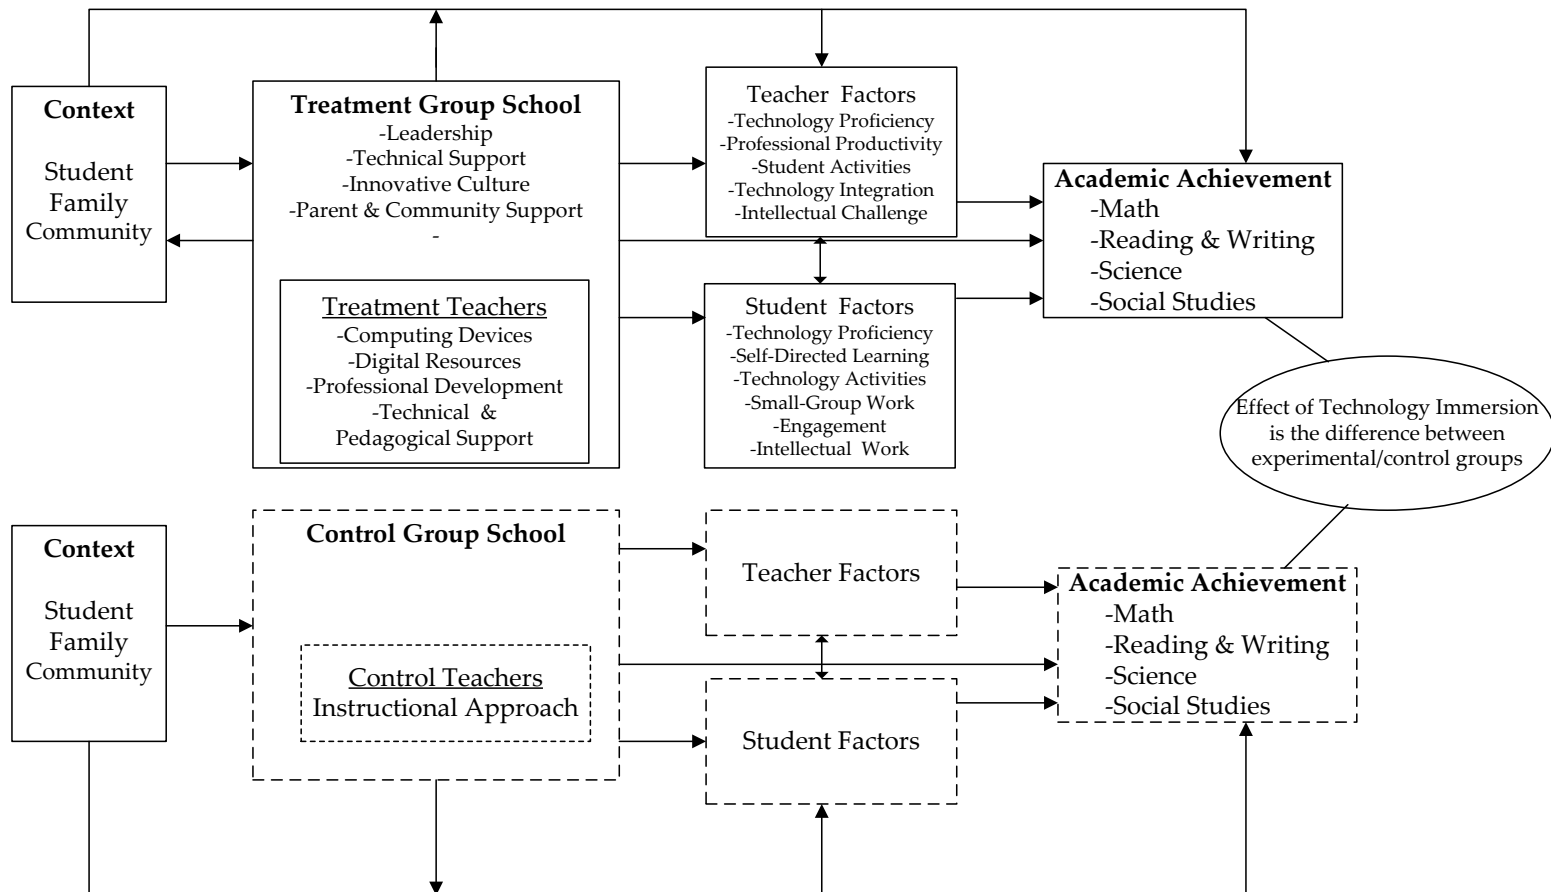 Context
Student
Family
Community
Treatment Group School
-Leadership
-Technical Support
-Innovative Culture
-Parent & Community Support
-
Treatment Teachers
-Computing Devices
-Digital Resources
-Professional Development
-Technical &
Pedagogical Support
Teacher Factors
-Technology Proficiency
-Professional Productivity
-Student Activities
-Technology Integration
-Intellectual Challenge
Student Factors
-Technology Proficiency
-Self-Directed Learning
-Technology Activities
-Small-Group Work
-Engagement
-Intellectual Work
Academic Achievement
-Math
-Reading & Writing
-Science
-Social Studies
Effect of Technology Immersion
is the difference between
experimental/control groups
Context
Student
Family
Community
Control Group School
Control Teachers
Instructional Approach
Teacher Factors
Student Factors
Academic Achievement
-Math
-Reading & Writing
-Science
-Social Studies